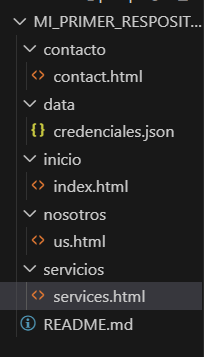 MI_PRIMER_RESPOSIT...
contacto
contact.html
data
credenciales.json
inicio
index.html
nosotros
us.html
servicios
services.html
README.md